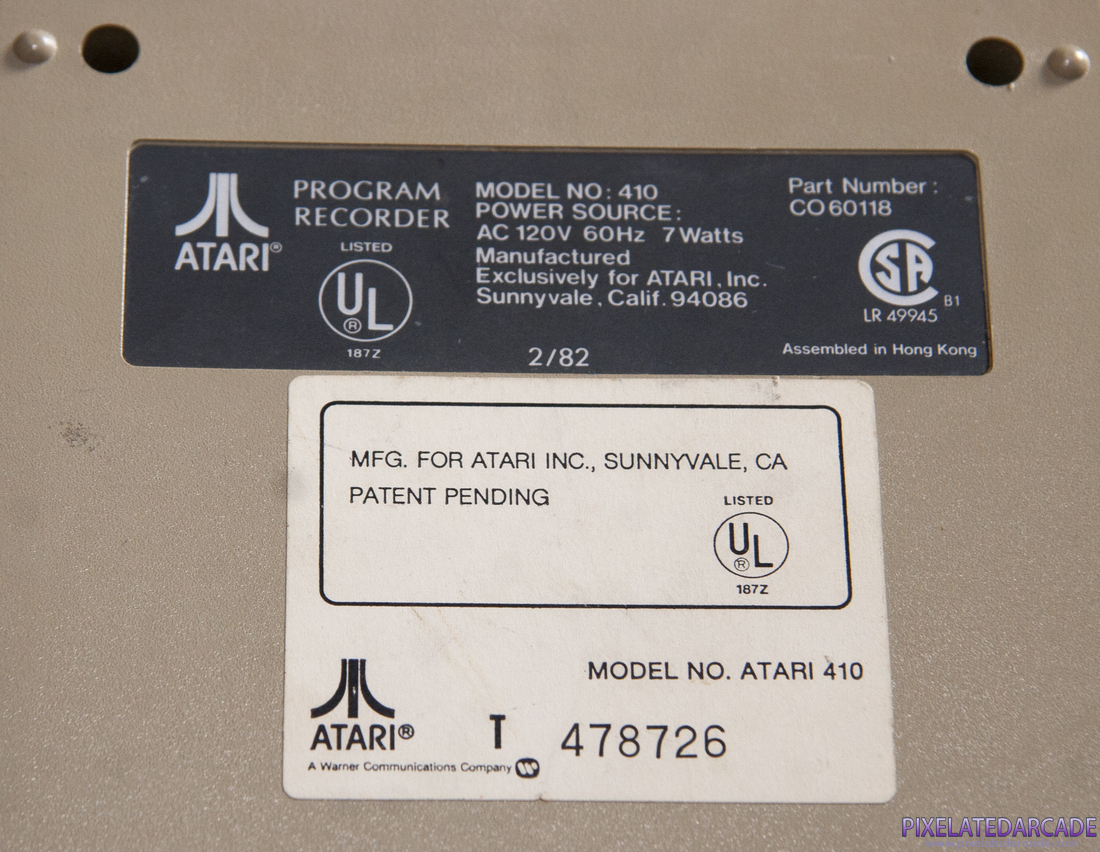 ATARI®
PROGRAM
RECORDER
LISTED
UL®
187Z
MODEL NO: 410
POWER SOURCE:
AC 120V 60Hz 7 Watts
Manufactured
Exclusively for ATARI, Inc.
Sunnyvale, Calif. 94086
2/82
Part Number:
CO60118
SA B1
LR 49945
Assembled in Hong Kong
MFG. FOR ATARI INC., SUNNYVALE, CA
PATENT PENDING
LISTED
UL®
187Z
MODEL NO. ATARI 410
ATARI® T 478726
A Warner Communications Company
PIXELATEDARCADE